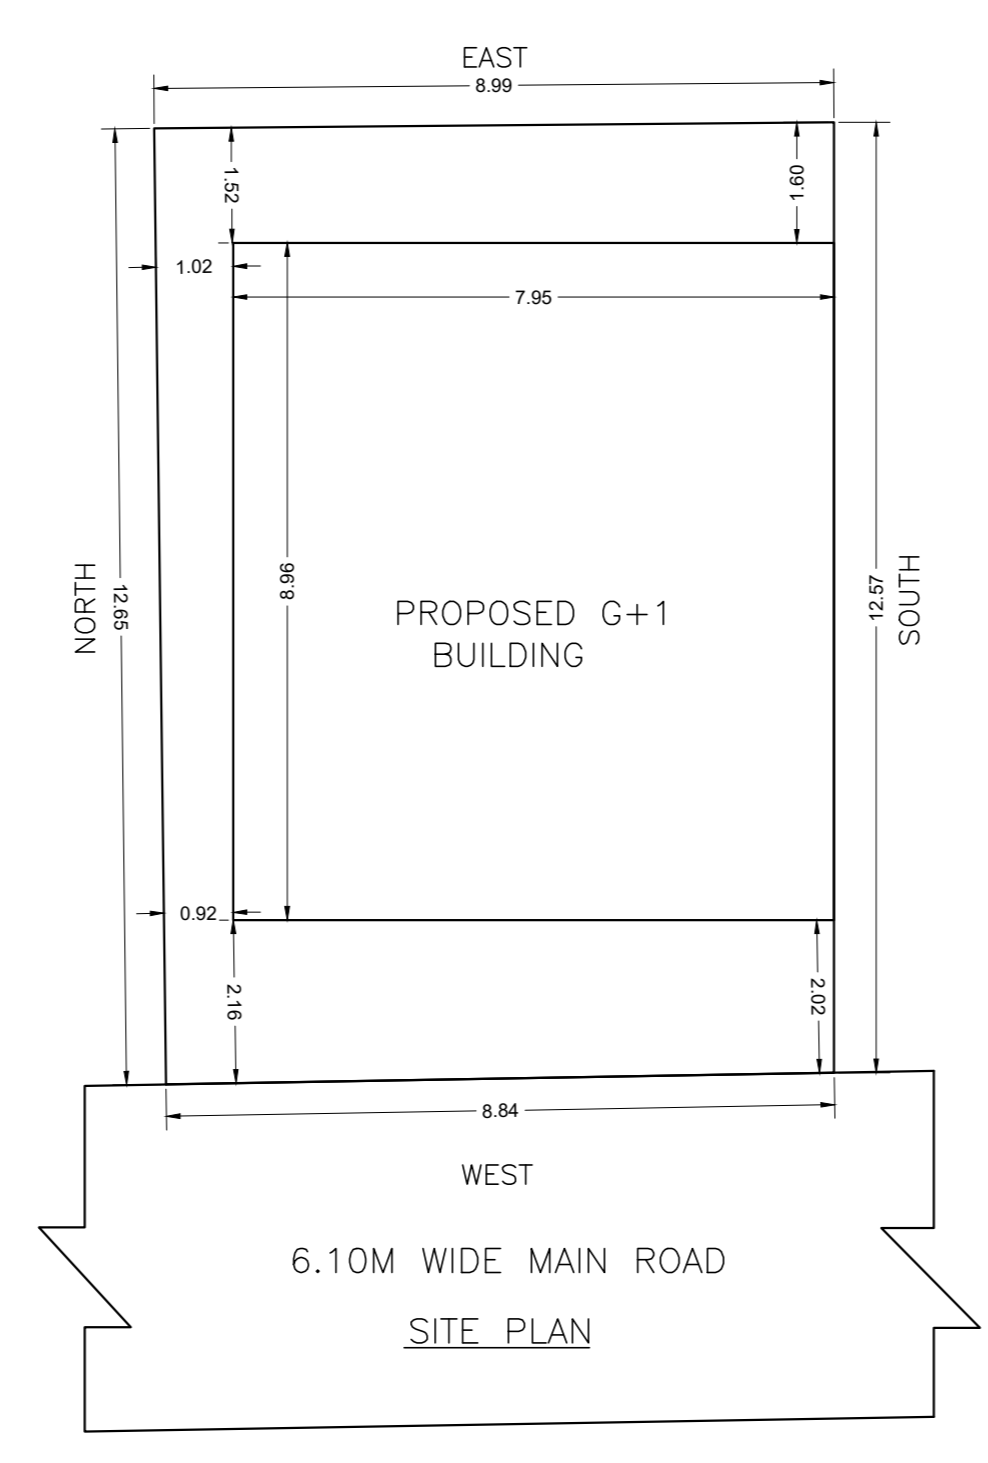 EAST
8.99
1.52
1.60
1.02
7.95
8.96
PROPOSED G+1
BUILDING
NORTH
12.65
12.57
SOUTH
0.92
2.16
2.02
8.84
WEST
6.10M WIDE MAIN ROAD
SITE PLAN